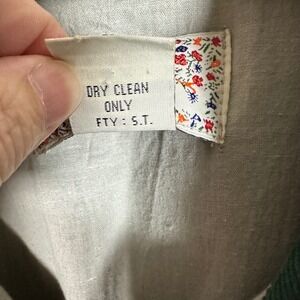 DRY CLEAN
ONLY
FTY : S.T.